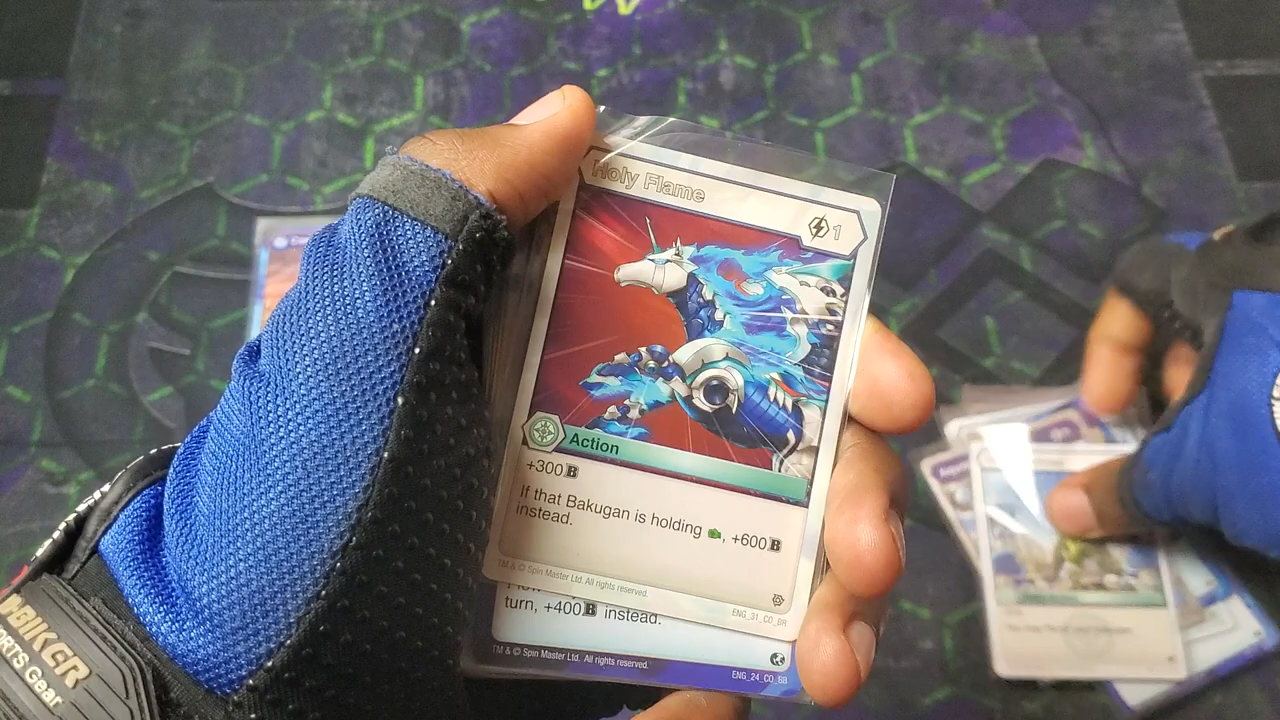 Holy Flame
1
Action
+300 B
If that Bakugan is holding , +600 B
instead.
TM & © Spin Master Ltd. All rights reserved.
ENG_31_CO_BR
turn, +400 B instead.
TM & © Spin Master Ltd. All rights reserved.
ENG_24_CO_BB